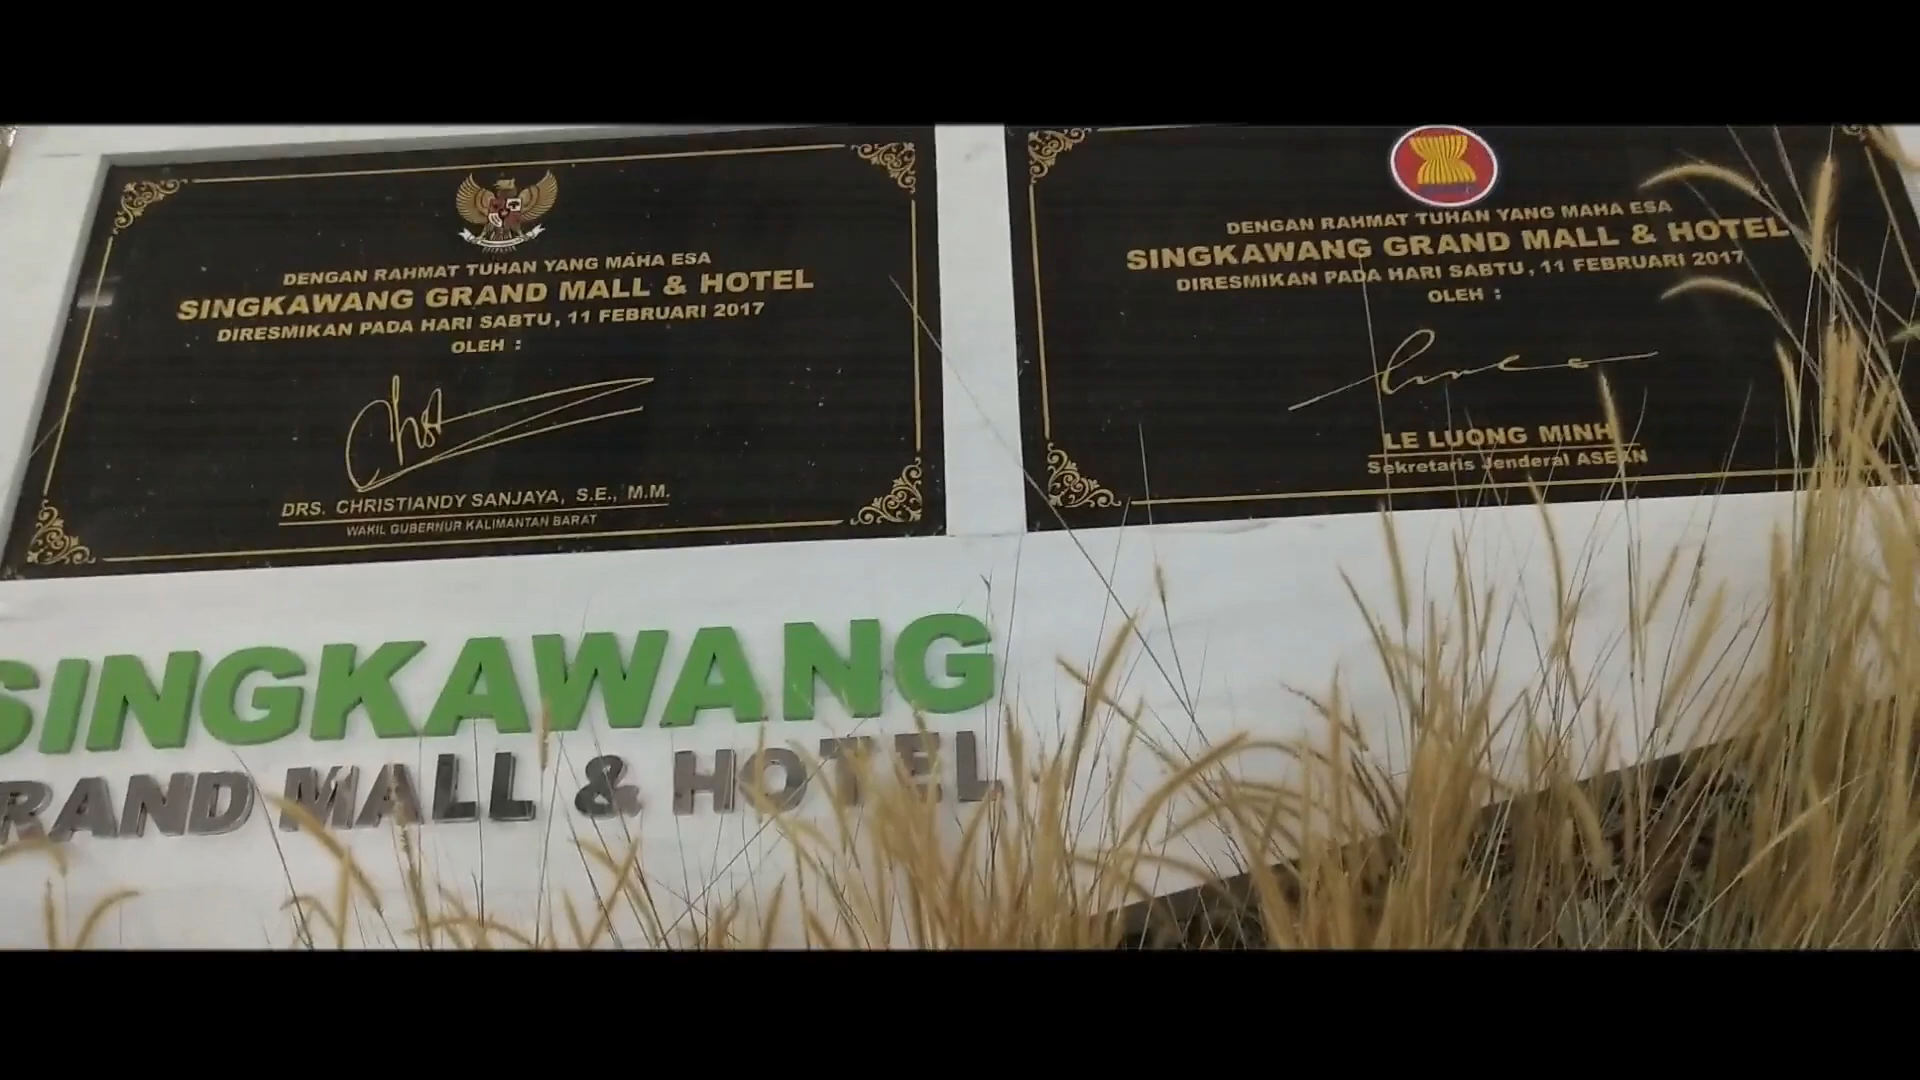 DENGAN RAHMAT TUHAN YANG MAHA ESA
SINGKAWANG GRAND MALL & HOTEL
DIRESMIKAN PADA HARI SABTU, 11 FEBRUARI 2017
OLEH :
DRS. CHRISTIANDY SANJAYA, S.E., M.M.
WAKIL GUBERNUR KALIMANTAN BARAT
DENGAN RAHMAT TUHAN YANG MAHA ESA
SINGKAWANG GRAND MALL & HOTEL
DIRESMIKAN PADA HARI SABTU, 11 FEBRUARI 2017
OLEH :
LE LUONG MINH
Sekretaris Jenderal ASEAN
SINGKAWANG
RAND MALL & HOTEL